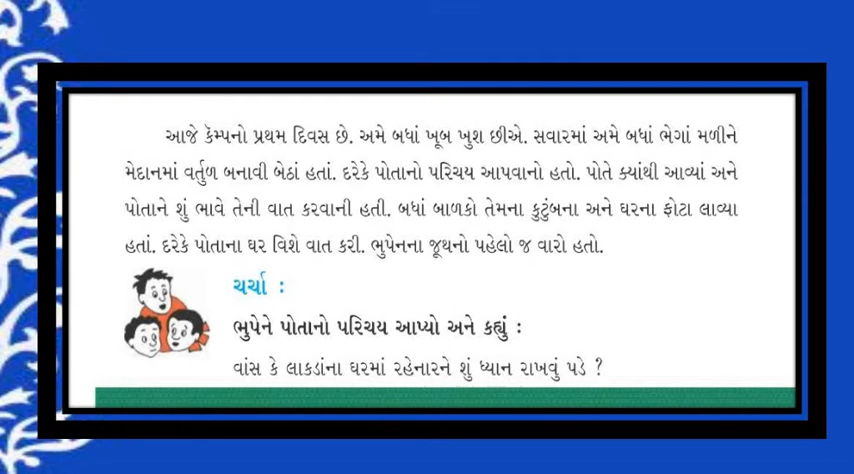 આજે કૅમ્પનો પ્રથમ દિવસ છે. અમે બધાં ખૂબ ખુશ છીએ. સવારમાં અમે બધાં ભેગાં મળીને
મેદાનમાં વર્તુળ બનાવી બેઠાં હતાં. દરેકે પોતાનો પરિચય આપવાનો હતો. પોતે ક્યાંથી આવ્યાં અને
પોતાને શું ભાવે તેની વાત કરવાની હતી. બધાં બાળકો તેમના કુટુંબના અને ઘરના ફોટા લાવ્યા
હતાં. દરેકે પોતાના ઘર વિશે વાત કરી. ભુપેનના જૂથનો પહેલો જ વારો હતો.
ચર્ચા :
ભુપેને પોતાનો પરિચય આપ્યો અને કહ્યું :
વાંસ કે લાકડાંના ઘરમાં રહેનારને શું ધ્યાન રાખવું પડે ?